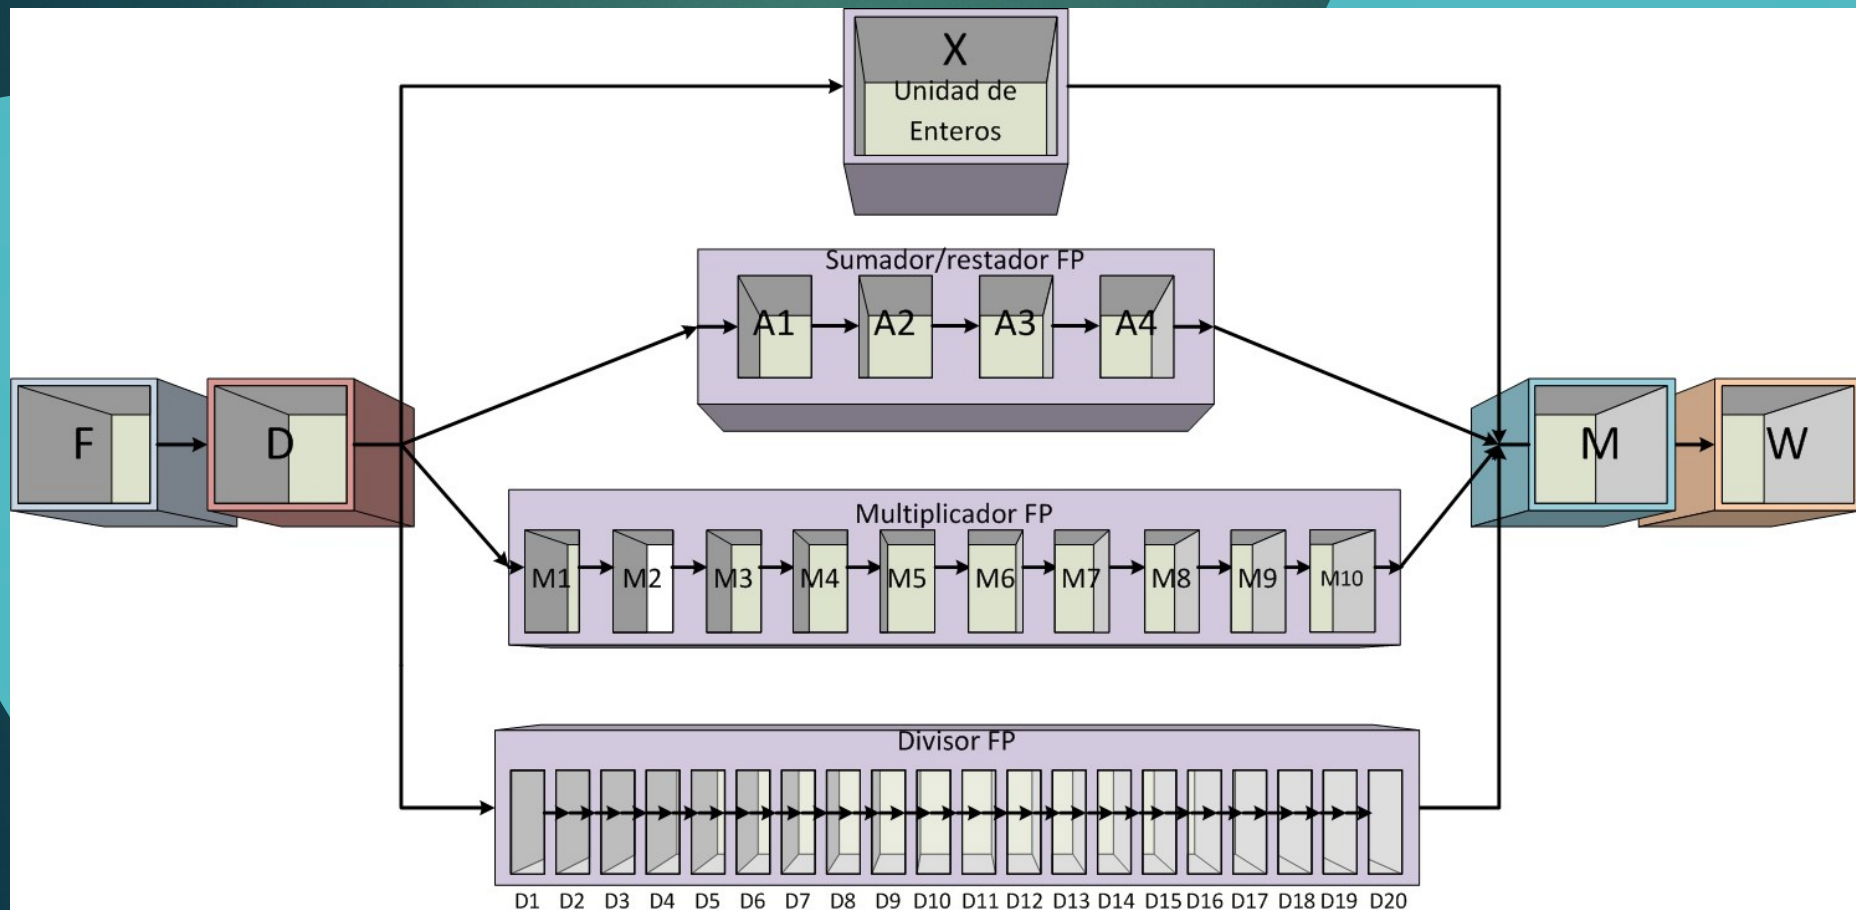 X
Unidad de
Enteros
Sumador/restador FP
A1 A2 A3 A4
F D M W
Multiplicador FP
M1 M2 M3 M4 M5 M6 M7 M8 M9 M10
Divisor FP
D1 D2 D3 D4 D5 D6 D7 D8 D9 D10 D11 D12 D13 D14 D15 D16 D17 D18 D19 D20